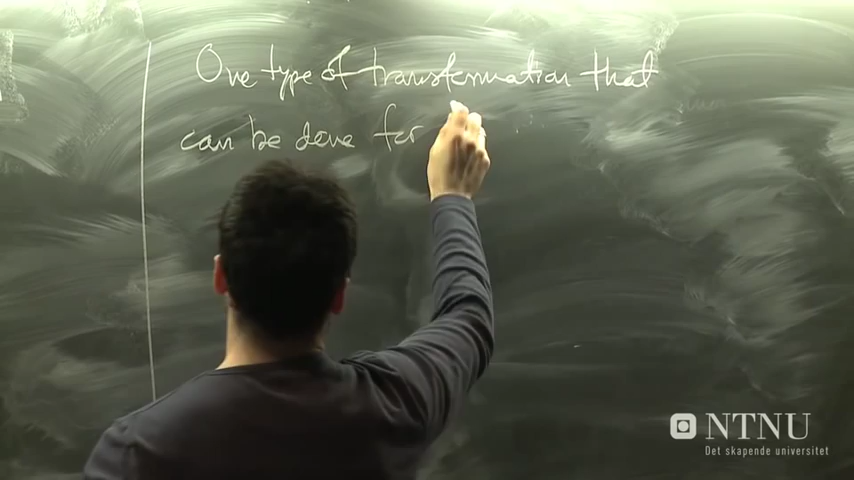 One type of transformation that
can be done for
NTNU
Det skapende universitet